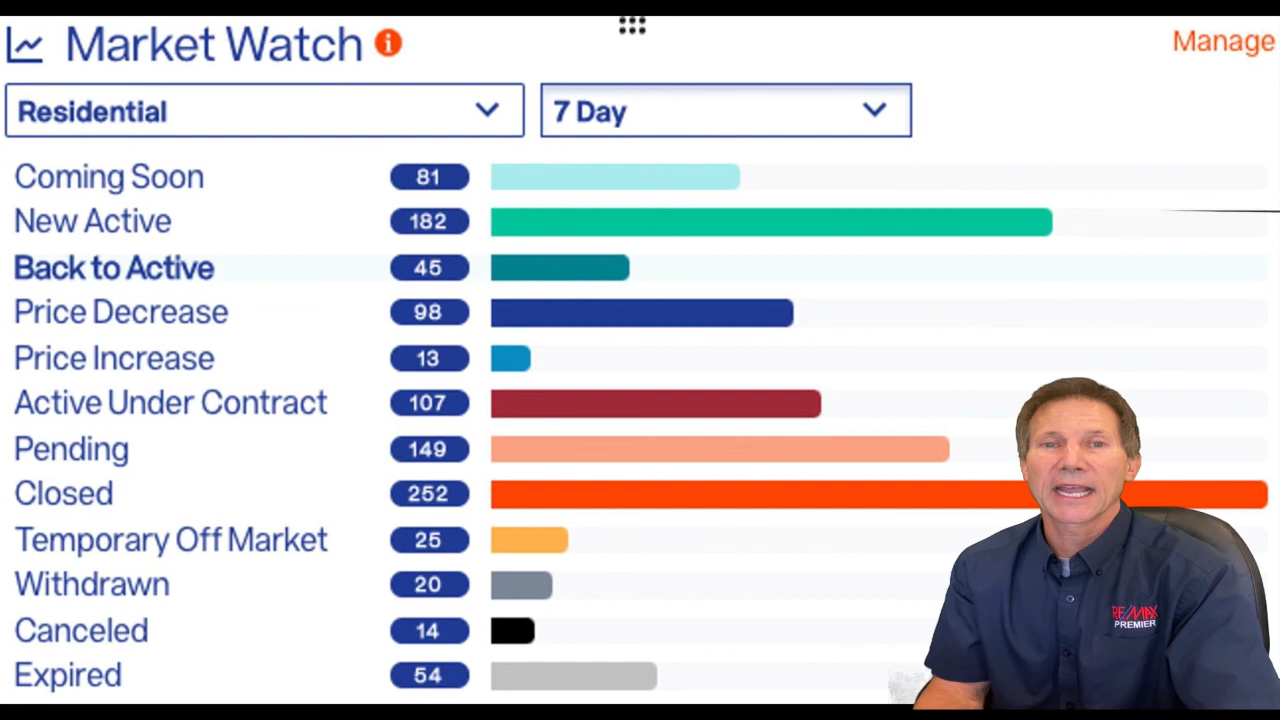 Market Watch
Manage
Residential
7 Day
Coming Soon 81
New Active 182
Back to Active 45
Price Decrease 98
Price Increase 13
Active Under Contract 107
Pending 149
Closed 252
Temporary Off Market 25
Withdrawn 20
Canceled 14
Expired 54
RE/MAX
PREMIER